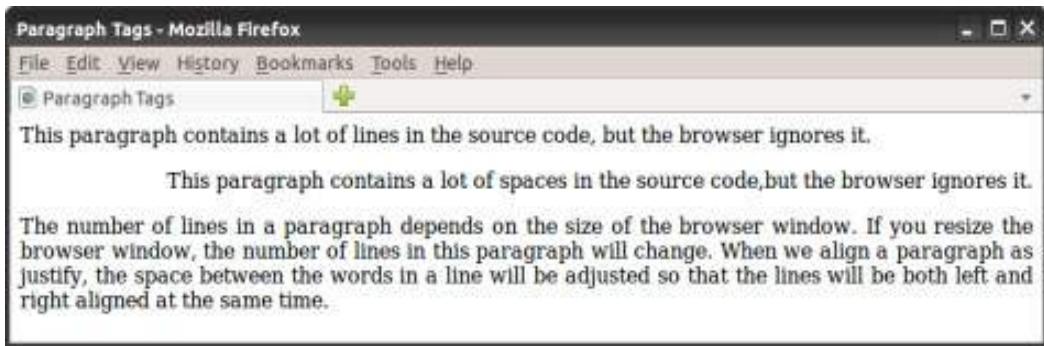 Paragraph Tags - Mozilla Firefox
File Edit View History Bookmarks Tools Help
Paragraph Tags
This paragraph contains a lot of lines in the source code, but the browser ignores it.
This paragraph contains a lot of spaces in the source code,but the browser ignores it.
The number of lines in a paragraph depends on the size of the browser window. If you resize the
browser window, the number of lines in this paragraph will change. When we align a paragraph as
justify, the space between the words in a line will be adjusted so that the lines will be both left and
right aligned at the same time.